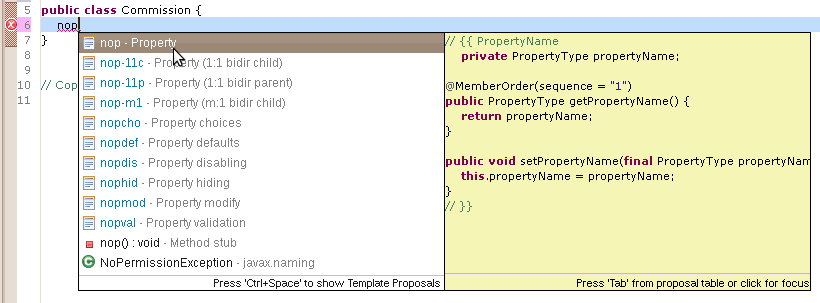 5 public class Commission {
6 nop
7 }
8
9
10 // Cop
11
nop - Property
nop-11c - Property (1:1 bidir child)
nop-11p - Property (1:1 bidir parent)
nop-m1 - Property (m:1 bidir child)
nopcho - Property choices
nopdef - Property defaults
nopdis - Property disabling
nophid - Property hiding
nopmod - Property modify
nopval - Property validation
nop() : void - Method stub
NoPermissionException - javax.naming
Press 'Ctrl+Space' to show Template Proposals
// {{ PropertyName
private PropertyType propertyName;
@MemberOrder(sequence = "1")
public PropertyType getPropertyName() {
return propertyName;
}
public void setPropertyName(final PropertyType propertyNam
this.propertyName = propertyName;
}
// }}
Press 'Tab' from proposal table or click for focus